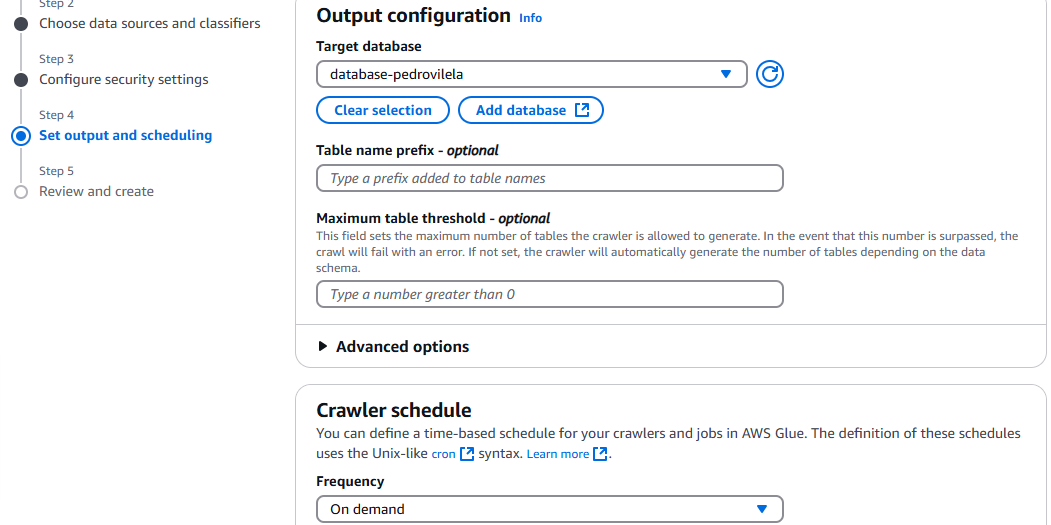 Step 2
Choose data sources and classifiers
Step 3
Configure security settings
Step 4
Set output and scheduling
Step 5
Review and create
Output configuration Info
Target database
database-pedrovilela
Clear selection
Add database
Table name prefix - optional
Type a prefix added to table names
Maximum table threshold - optional
This field sets the maximum number of tables the crawler is allowed to generate. In the event that this number is surpassed, the
crawl will fail with an error. If not set, the crawler will automatically generate the number of tables depending on the data
schema.
Type a number greater than 0
Advanced options
Crawler schedule
You can define a time-based schedule for your crawlers and jobs in AWS Glue. The definition of these schedules
uses the Unix-like cron syntax. Learn more.
Frequency
On demand